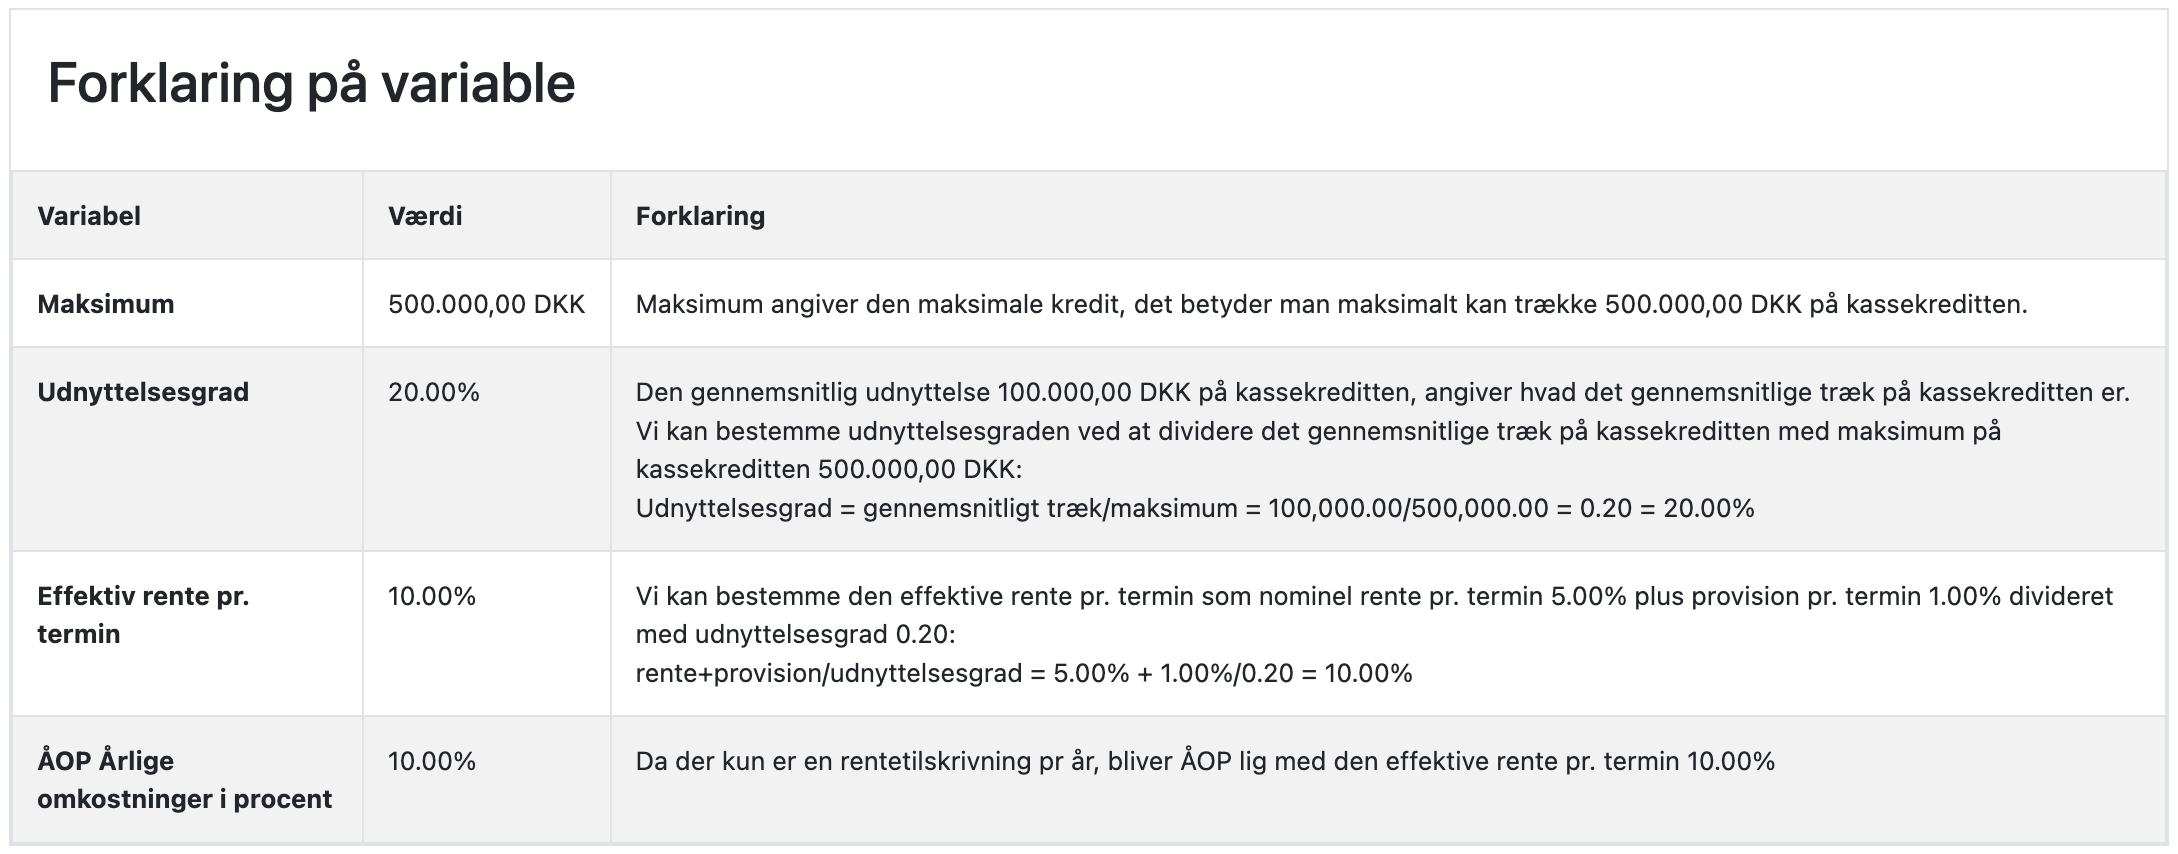 Forklaring på variable
Variabel Værdi Forklaring
Maksimum 500.000,00 DKK Maksimum angiver den maksimale kredit, det betyder man maksimalt kan trække 500.000,00 DKK på kassekreditten.
Udnyttelsesgrad 20.00% Den gennemsnitlig udnyttelse 100.000,00 DKK på kassekreditten, angiver hvad det gennemsnitlige træk på kassekreditten er.
Vi kan bestemme udnyttelsesgraden ved at dividere det gennemsnitlige træk på kassekreditten med maksimum på
kassekreditten 500.000,00 DKK:
Udnyttelsesgrad = gennemsnitligt træk/maksimum = 100,000.00/500,000.00 = 0.20 = 20.00%
Effektiv rente pr. 10.00% Vi kan bestemme den effektive rente pr. termin som nominel rente pr. termin 5.00% plus provision pr. termin 1.00% divideret
termin med udnyttelsesgrad 0.20:
rente+provision/udnyttelsesgrad = 5.00% + 1.00%/0.20 = 10.00%
ÅOP Årlige 10.00% Da der kun er en rentetilskrivning pr år, bliver ÅOP lig med den effektive rente pr. termin 10.00%
omkostninger i procent